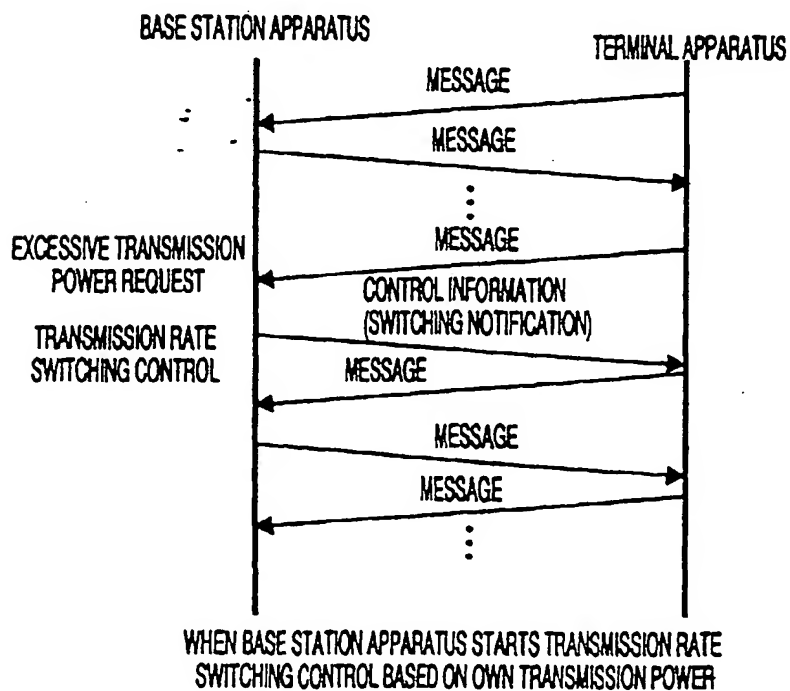 BASE STATION APPARATUS
TERMINAL APPARATUS
MESSAGE
MESSAGE
MESSAGE
EXCESSIVE TRANSMISSION
POWER REQUEST
CONTROL INFORMATION
(SWITCHING NOTIFICATION)
TRANSMISSION RATE
SWITCHING CONTROL
MESSAGE
MESSAGE
MESSAGE
WHEN BASE STATION APPARATUS STARTS TRANSMISSION RATE
SWITCHING CONTROL BASED ON OWN TRANSMISSION POWER